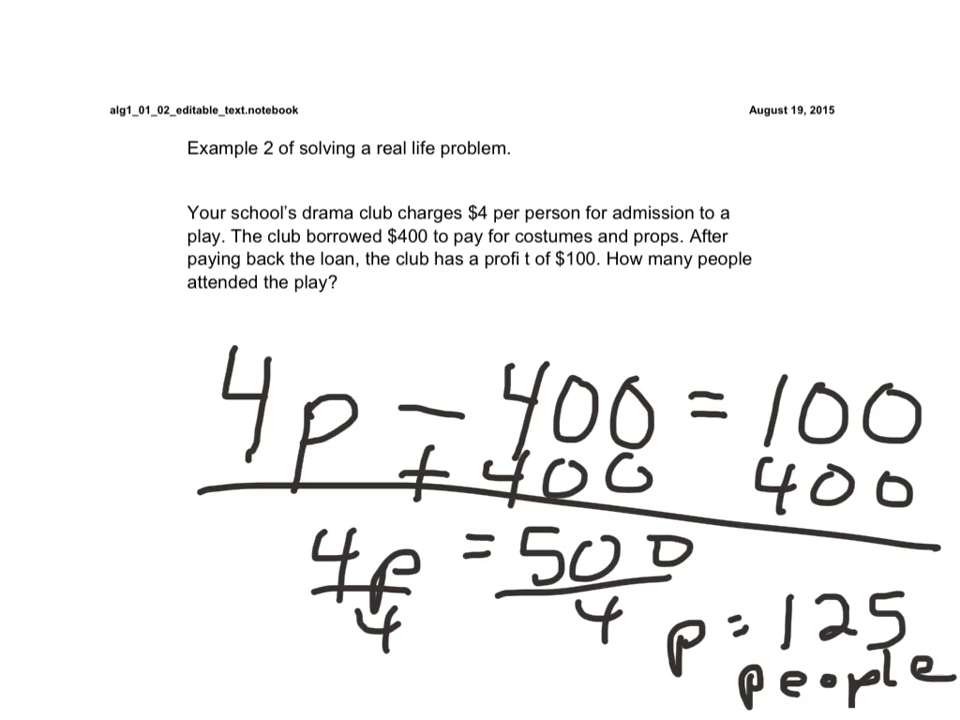 alg1_01_02_editable_text.notebook August 19, 2015
Example 2 of solving a real life problem.
Your school's drama club charges $4 per person for admission to a
play. The club borrowed $400 to pay for costumes and props. After
paying back the loan, the club has a profi t of $100. How many people
attended the play?
4p - 400 = 100
+ 400 400
4p = 500
4 4
p = 125
people